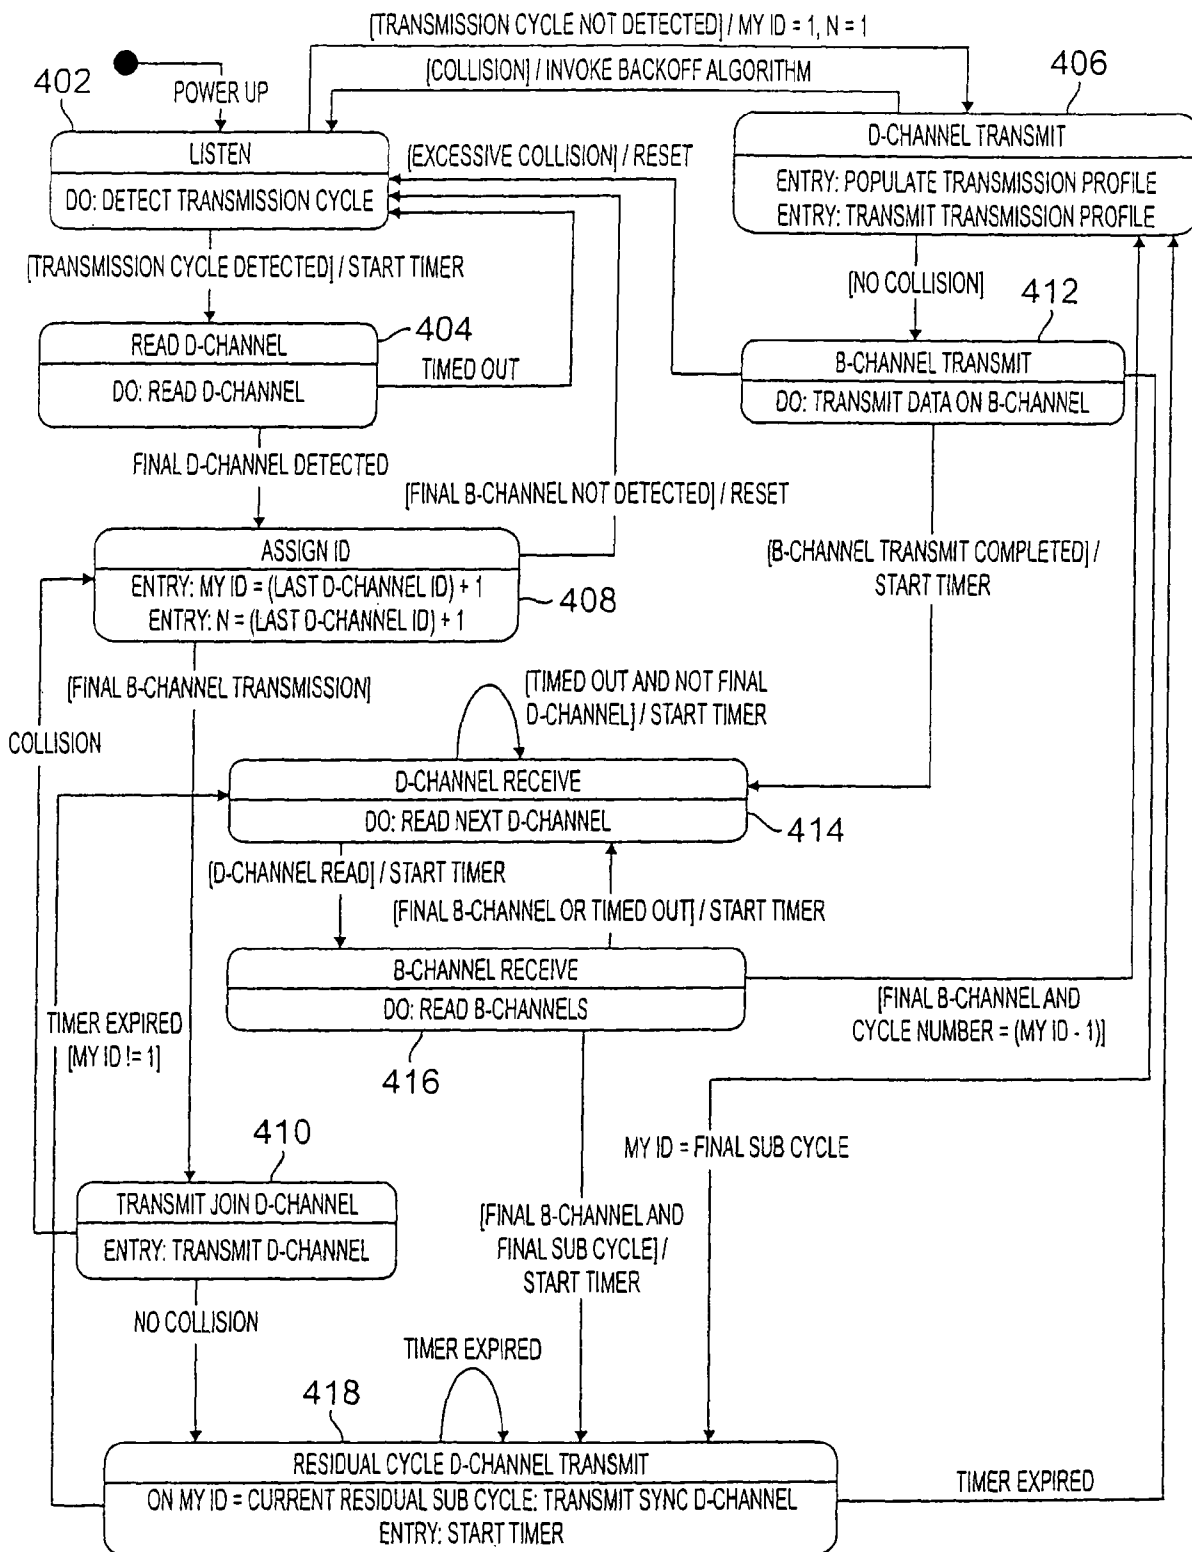 [TRANSMISSION CYCLE NOT DETECTED] / MY ID = 1, N = 1
[COLLISION] / INVOKE BACKOFF ALGORITHM
406
402
POWER UP
LISTEN
DO: DETECT TRANSMISSION CYCLE
[EXCESSIVE COLLISION] / RESET
D-CHANNEL TRANSMIT
ENTRY: POPULATE TRANSMISSION PROFILE
ENTRY: TRANSMIT TRANSMISSION PROFILE
[TRANSMISSION CYCLE DETECTED] / START TIMER
[NO COLLISION]
412
404
READ D-CHANNEL
DO: READ D-CHANNEL
TIMED OUT
B-CHANNEL TRANSMIT
DO: TRANSMIT DATA ON B-CHANNEL
FINAL D-CHANNEL DETECTED
[FINAL B-CHANNEL NOT DETECTED] / RESET
ASSIGN ID
ENTRY: MY ID = (LAST D-CHANNEL ID) + 1
ENTRY: N = (LAST D-CHANNEL ID) + 1
408
[B-CHANNEL TRANSMIT COMPLETED] /
START TIMER
[FINAL B-CHANNEL TRANSMISSION]
[TIMED OUT AND NOT FINAL
D-CHANNEL] / START TIMER
COLLISION
D-CHANNEL RECEIVE
DO: READ NEXT D-CHANNEL
414
[D-CHANNEL READ] / START TIMER
[FINAL B-CHANNEL OR TIMED OUT] / START TIMER
B-CHANNEL RECEIVE
DO: READ B-CHANNELS
416
[FINAL B-CHANNEL AND
CYCLE NUMBER = (MY ID - 1)]
TIMER EXPIRED
[MY ID != 1]
410
MY ID = FINAL SUB CYCLE
TRANSMIT JOIN D-CHANNEL
ENTRY: TRANSMIT D-CHANNEL
[FINAL B-CHANNEL AND
FINAL SUB CYCLE] /
START TIMER
NO COLLISION
TIMER EXPIRED
418
RESIDUAL CYCLE D-CHANNEL TRANSMIT
ON MY ID = CURRENT RESIDUAL SUB CYCLE: TRANSMIT SYNC D-CHANNEL
ENTRY: START TIMER
TIMER EXPIRED